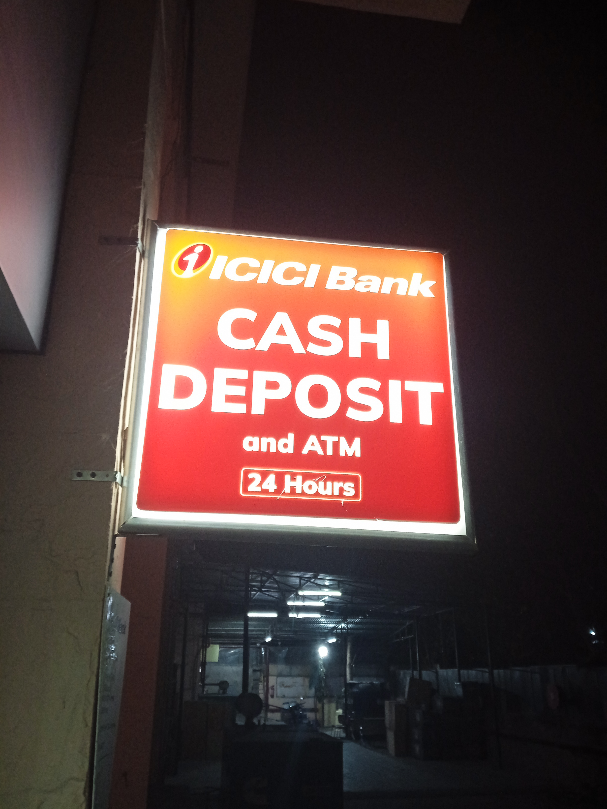 i ICICI Bank
CASH
DEPOSIT
and ATM
24 Hours